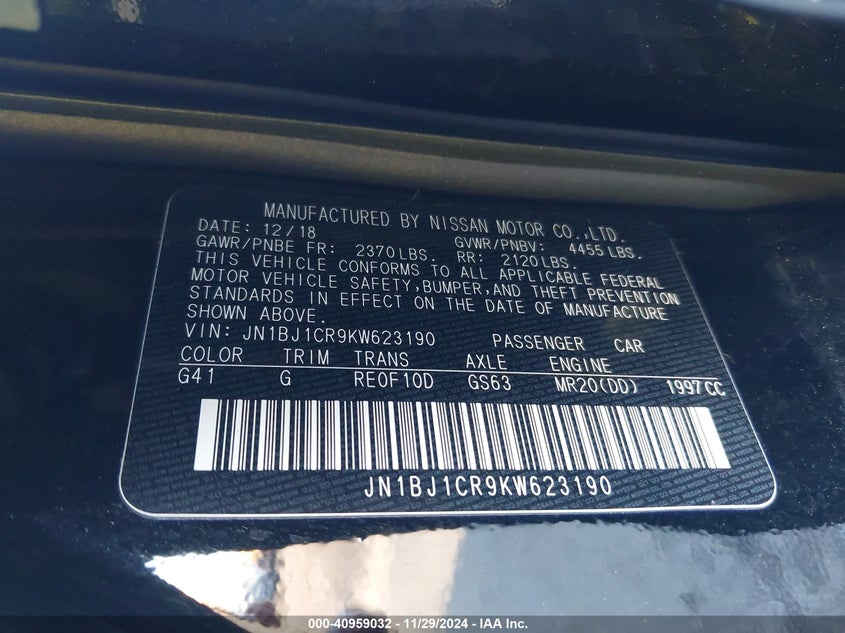 MANUFACTURED BY NISSAN MOTOR CO.,LTD.
DATE: 12/18 GVWR/PNBV: 4455 LBS.
GAWR/PNBE FR: 2370LBS. RR: 2120LBS.
THIS VEHICLE CONFORMS TO ALL APPLICABLE FEDERAL
MOTOR VEHICLE SAFETY,BUMPER,AND THEFT PREVENTION
STANDARDS IN EFFECT ON THE DATE OF MANUFACTURE
SHOWN ABOVE.
VIN: JN1BJ1CR9KW623190 PASSENGER CAR
COLOR TRIM TRANS AXLE ENGINE
G41 G RE0F10D GS63 MR20(DD) 1997CC
JN1BJ1CR9KW623190
000-40959032 - 11/29/2024 - IAA Inc.